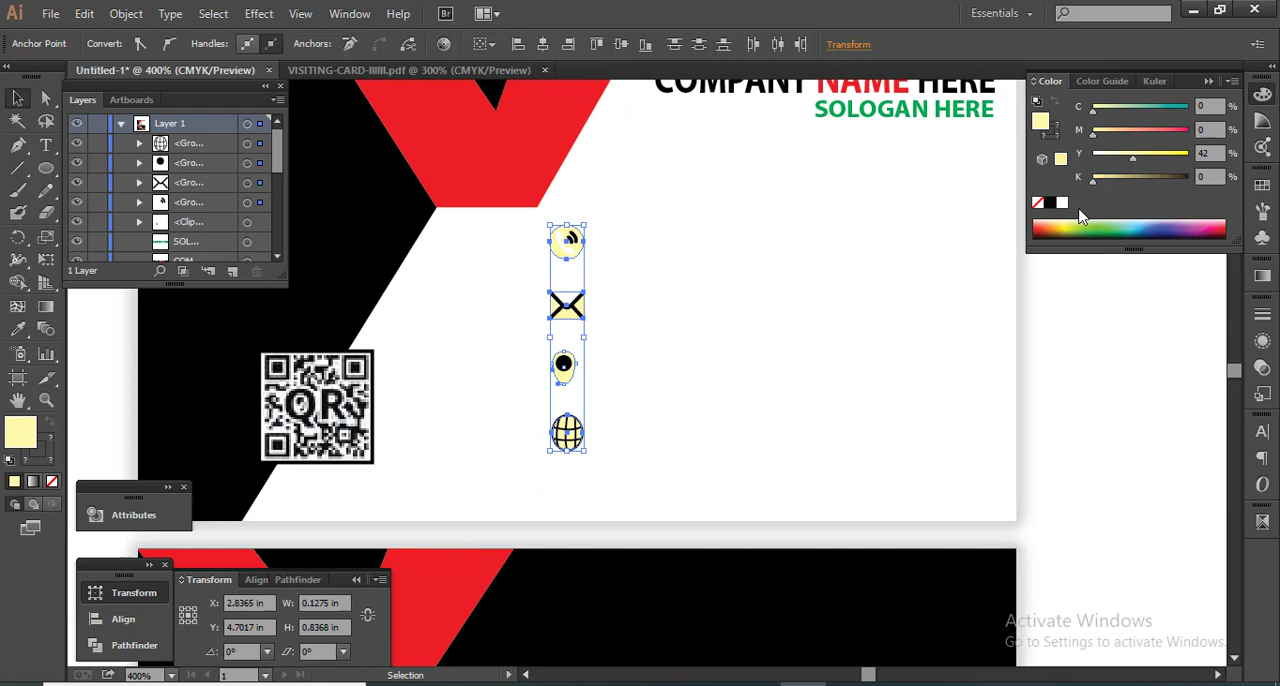 Ai File Edit Object Type Select Effect View Window Help Br Essentials
Anchor Point Convert: Handles: Anchors: Transform
Untitled-1* @ 400% (CMYK/Preview) × VISITING-CARD-IIIIII.pdf @ 300% (CMYK/Preview) ×
Layers Artboards
Layer 1
<Gro...
<Gro...
<Gro...
<Gro...
<Clip...
SOL...
1 Layer
COMPANY NAME HERE
SOLOGAN HERE
Color Color Guide Kuler
C 0 %
M 0 %
Y 42 %
K 0 %
QR
Attributes
Transform
Align
Pathfinder
Transform Align Pathfinder
X: 2.8365 in W: 0.1275 in
Y: 4.7017 in H: 0.8368 in
0° 0°
Activate Windows
Go to Settings to activate Windows.
400% 1 Selection